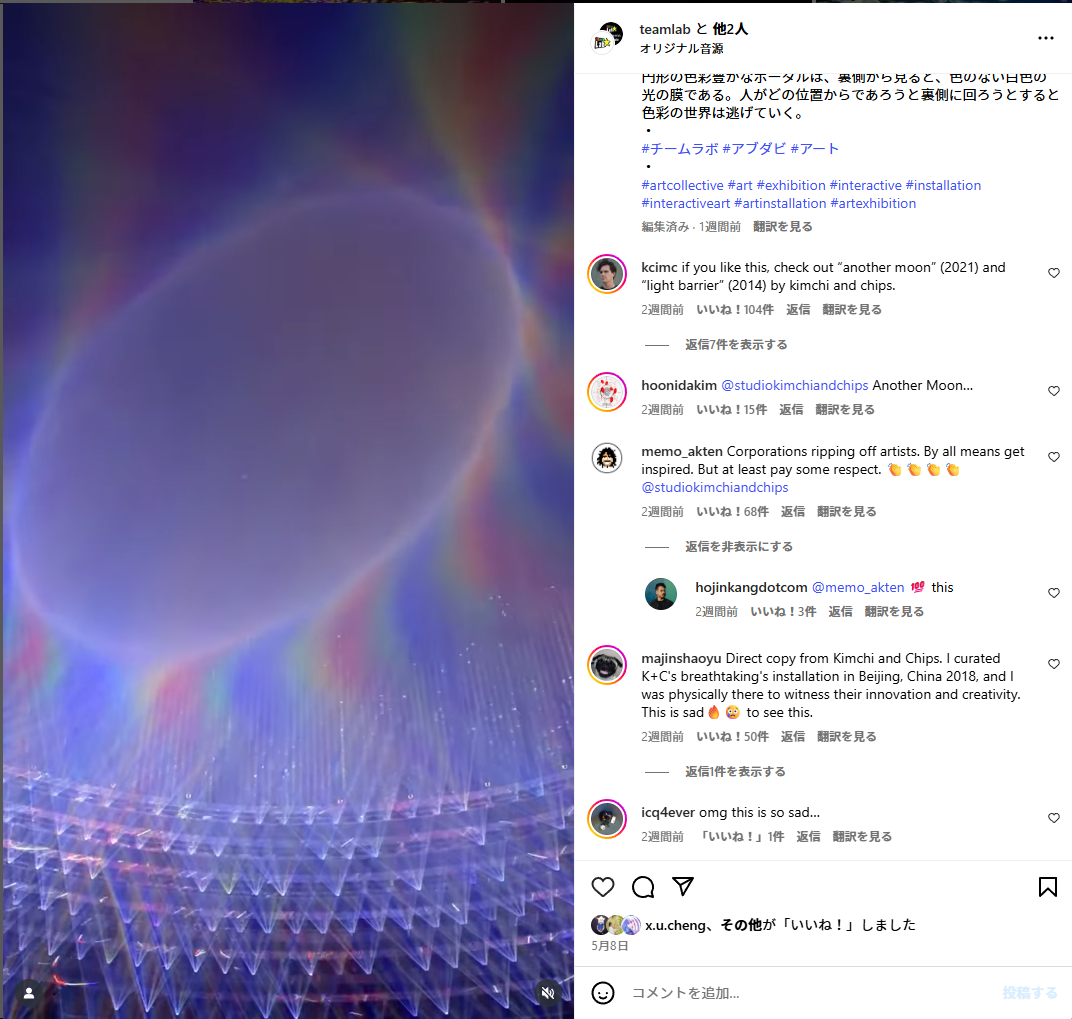 teamlab と 他2人
オリジナル音源
円形の色彩豊かなポータルは、裏側から見ると、色のない白色の
光の膜である。人がどの位置からであろうと裏側に回ろうとすると
色彩の世界は逃げていく。
・
#チームラボ #アブダビ #アート
・
#artcollective #art #exhibition #interactive #installation
#interactiveart #artinstallation #artexhibition
編集済み · 1週間前 翻訳を見る
kcimc if you like this, check out “another moon” (2021) and
“light barrier” (2014) by kimchi and chips.
2週間前 いいね！104件 返信 翻訳を見る
返信7件を表示する
hoonidakim @studiokimchiandchips Another Moon...
2週間前 いいね！15件 返信 翻訳を見る
memo_akten Corporations ripping off artists. By all means get
inspired. But at least pay some respect. 👏 👏 👏 👏
@studiokimchiandchips
2週間前 いいね！68件 返信 翻訳を見る
返信を非表示にする
hojinkangdotcom @memo_akten 💯 this
2週間前 いいね！3件 返信 翻訳を見る
majinshaoyu Direct copy from Kimchi and Chips. I curated
K+C's breathtaking's installation in Beijing, China 2018, and I
was physically there to witness their innovation and creativity.
This is sad🔥 😢 to see this.
2週間前 いいね！50件 返信 翻訳を見る
返信1件を表示する
icq4ever omg this is so sad...
2週間前 「いいね！」1件 返信 翻訳を見る
x.u.cheng、その他が「いいね！」しました
5月8日
コメントを追加...
投稿する